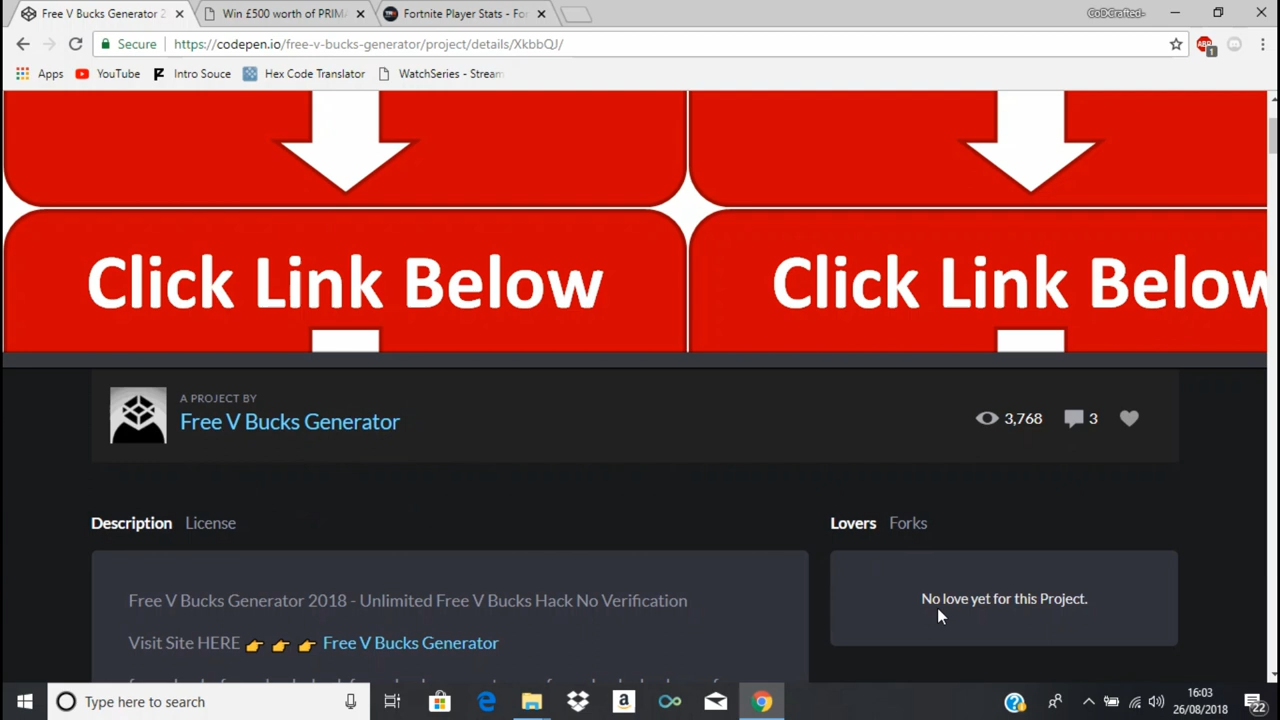 Free V Bucks Generator 2
Win £500 worth of PRIM
Fortnite Player Stats - For
CoDCrafted-
Secure
https://codepen.io/free-v-bucks-generator/project/details/XkbbQJ/
ABP
1
Apps
YouTube
Intro Souce
Hex Code Translator
WatchSeries - Stream
Click Link Below
Click Link Below
A PROJECT BY
Free V Bucks Generator
3,768
3
Description
License
Lovers
Forks
Free V Bucks Generator 2018 - Unlimited Free V Bucks Hack No Verification
No love yet for this Project.
Visit Site HERE 👉 👉 👉 Free V Bucks Generator
Type here to search
16:03
26/08/2018
22